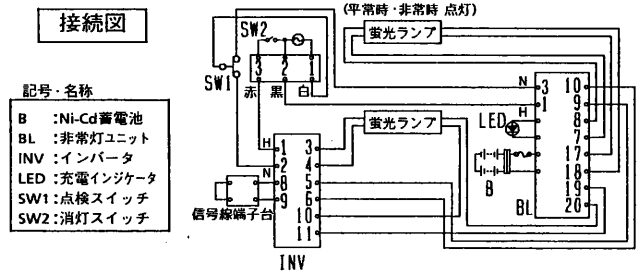 接続図
記号・名称
B :Ni-Cd蓄電池
BL :非常灯ユニット
INV :インバータ
LED :充電インジケータ
SW1 :点検スイッチ
SW2 :消灯スイッチ
(平常時・非常時 点灯)
SW2
蛍光ランプ
SW1
3 2 1
赤 黒 白
N
H
3
1
10
9
8
7
17
18
19
20
LED
B
BL
蛍光ランプ
H
N
1
2
8
9
3
4
5
6
10
11
信号線端子台
INV